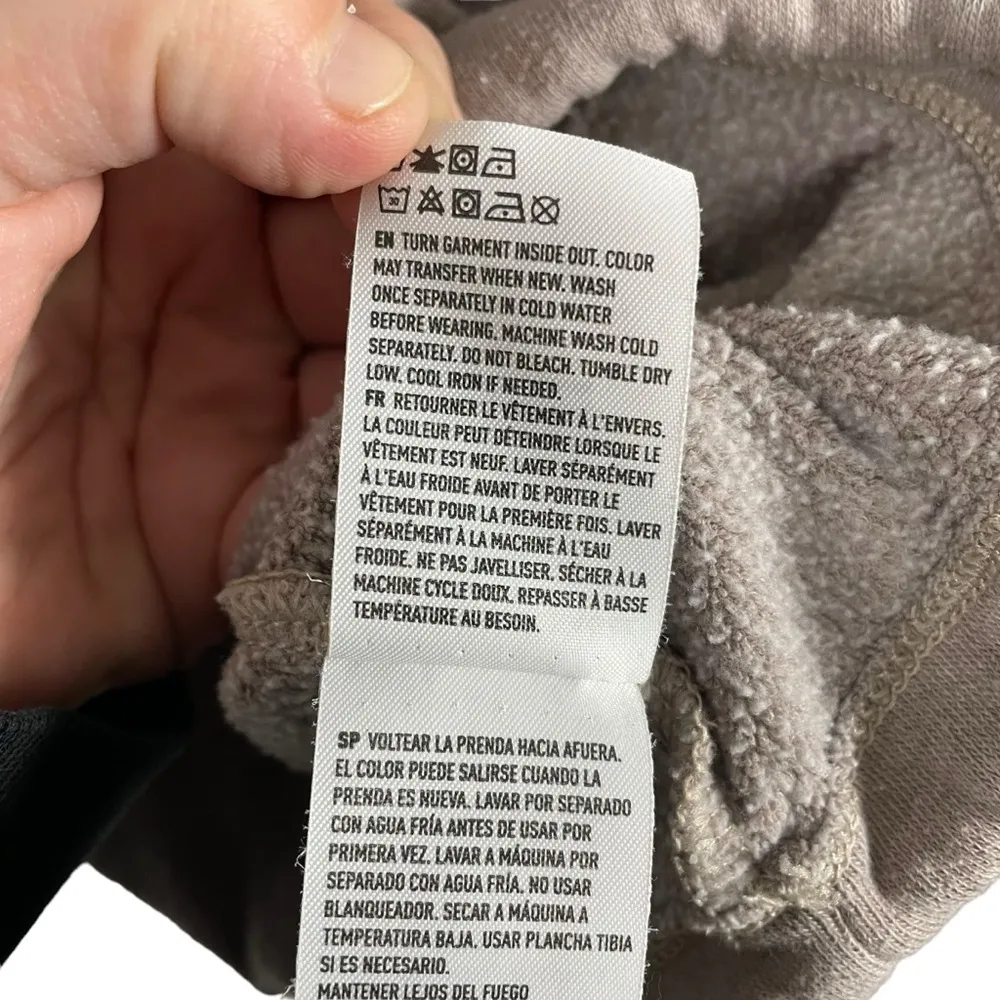 30
EN TURN GARMENT INSIDE OUT. COLOR
MAY TRANSFER WHEN NEW. WASH
ONCE SEPARATELY IN COLD WATER
BEFORE WEARING. MACHINE WASH COLD
SEPARATELY. DO NOT BLEACH. TUMBLE DRY
LOW. COOL IRON IF NEEDED.
FR RETOURNER LE VÊTEMENT À L'ENVERS.
LA COULEUR PEUT DÉTEINDRE LORSQUE LE
VÊTEMENT EST NEUF. LAVER SÉPARÉMENT
À L'EAU FROIDE AVANT DE PORTER LE
VÊTEMENT POUR LA PREMIÈRE FOIS. LAVER
SÉPARÉMENT À LA MACHINE À L'EAU
FROIDE. NE PAS JAVELLISER. SÉCHER À LA
MACHINE CYCLE DOUX. REPASSER À BASSE
TEMPÉRATURE AU BESOIN.
SP VOLTEAR LA PRENDA HACIA AFUERA.
EL COLOR PUEDE SALIRSE CUANDO LA
PRENDA ES NUEVA. LAVAR POR SEPARADO
CON AGUA FRÍA ANTES DE USAR POR
PRIMERA VEZ. LAVAR A MÁQUINA POR
SEPARADO CON AGUA FRÍA. NO USAR
BLANQUEADOR. SECAR A MÁQUINA A
TEMPERATURA BAJA. USAR PLANCHA TIBIA
SI ES NECESARIO.
MANTENER LEJOS DEL FUEGO